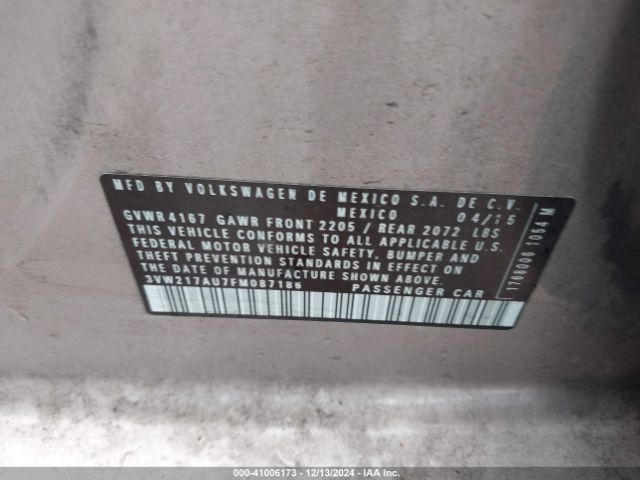 MFD BY VOLKSWAGEN DE MEXICO S.A. DE C.V.
MEXICO 04/15
GVWR 4167 GAWR FRONT 2205 / REAR 2072 LBS
THIS VEHICLE CONFORMS TO ALL APPLICABLE U.S.
FEDERAL MOTOR VEHICLE SAFETY, BUMPER AND
THEFT PREVENTION STANDARDS IN EFFECT ON
THE DATE OF MANUFACTURE SHOWN ABOVE.
3VW217AU7FM087186 PASSENGER CAR
1768006 1054 M
000-41006173 - 12/13/2024 - IAA Inc.